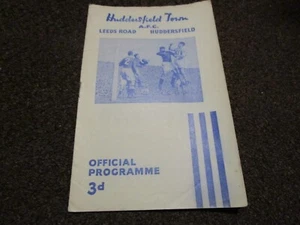 Huddersfield Town
A.F.C.
LEEDS ROAD HUDDERSFIELD
OFFICIAL
PROGRAMME
3d